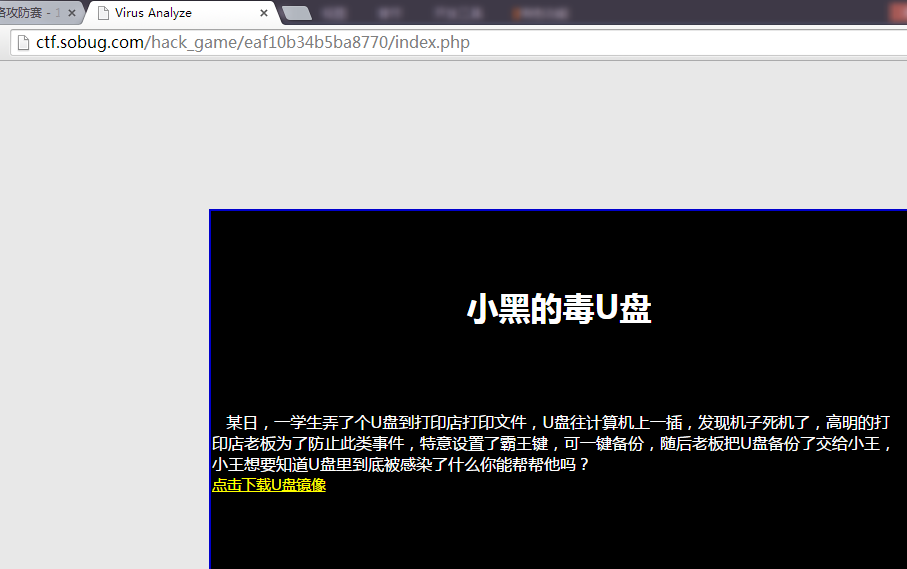 络攻防塞 - 1
Virus Analyze
ctf.sobug.com/hack_game/eaf10b34b5ba8770/index.php
小黑的毒U盘
某日，一学生弄了个U盘到打印店打印文件，U盘往计算机上一插，发现机子死机了，高明的打
印店老板为了防止此类事件，特意设置了霸王键，可一键备份，随后老板把U盘备份了交给小王，
小王想要知道U盘里到底被感染了什么你能帮帮他吗？
点击下载U盘镜像